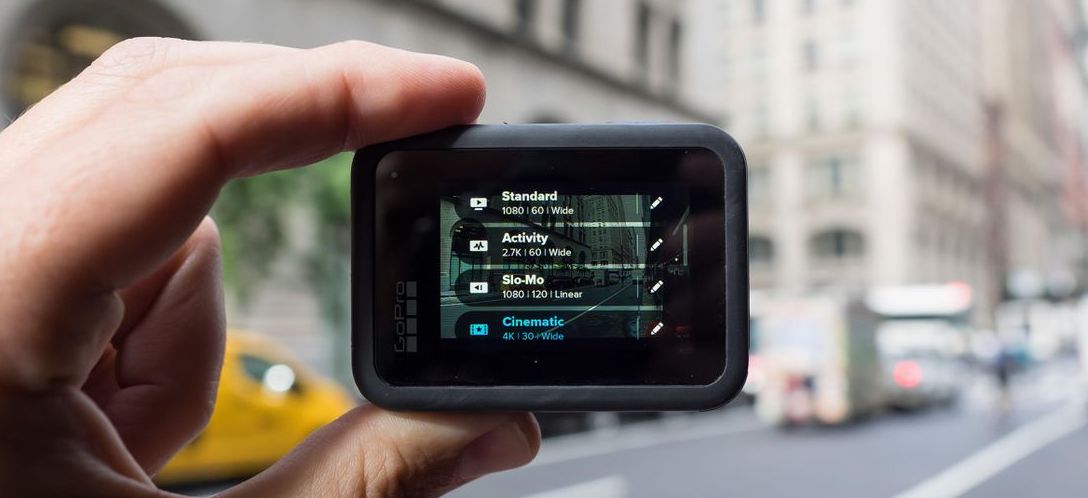 Standard
1080 | 60 | Wide
Activity
2.7K | 60 | Wide
Slo-Mo
1080 | 120 | Linear
Cinematic
4K | 30 | Wide
GoPro